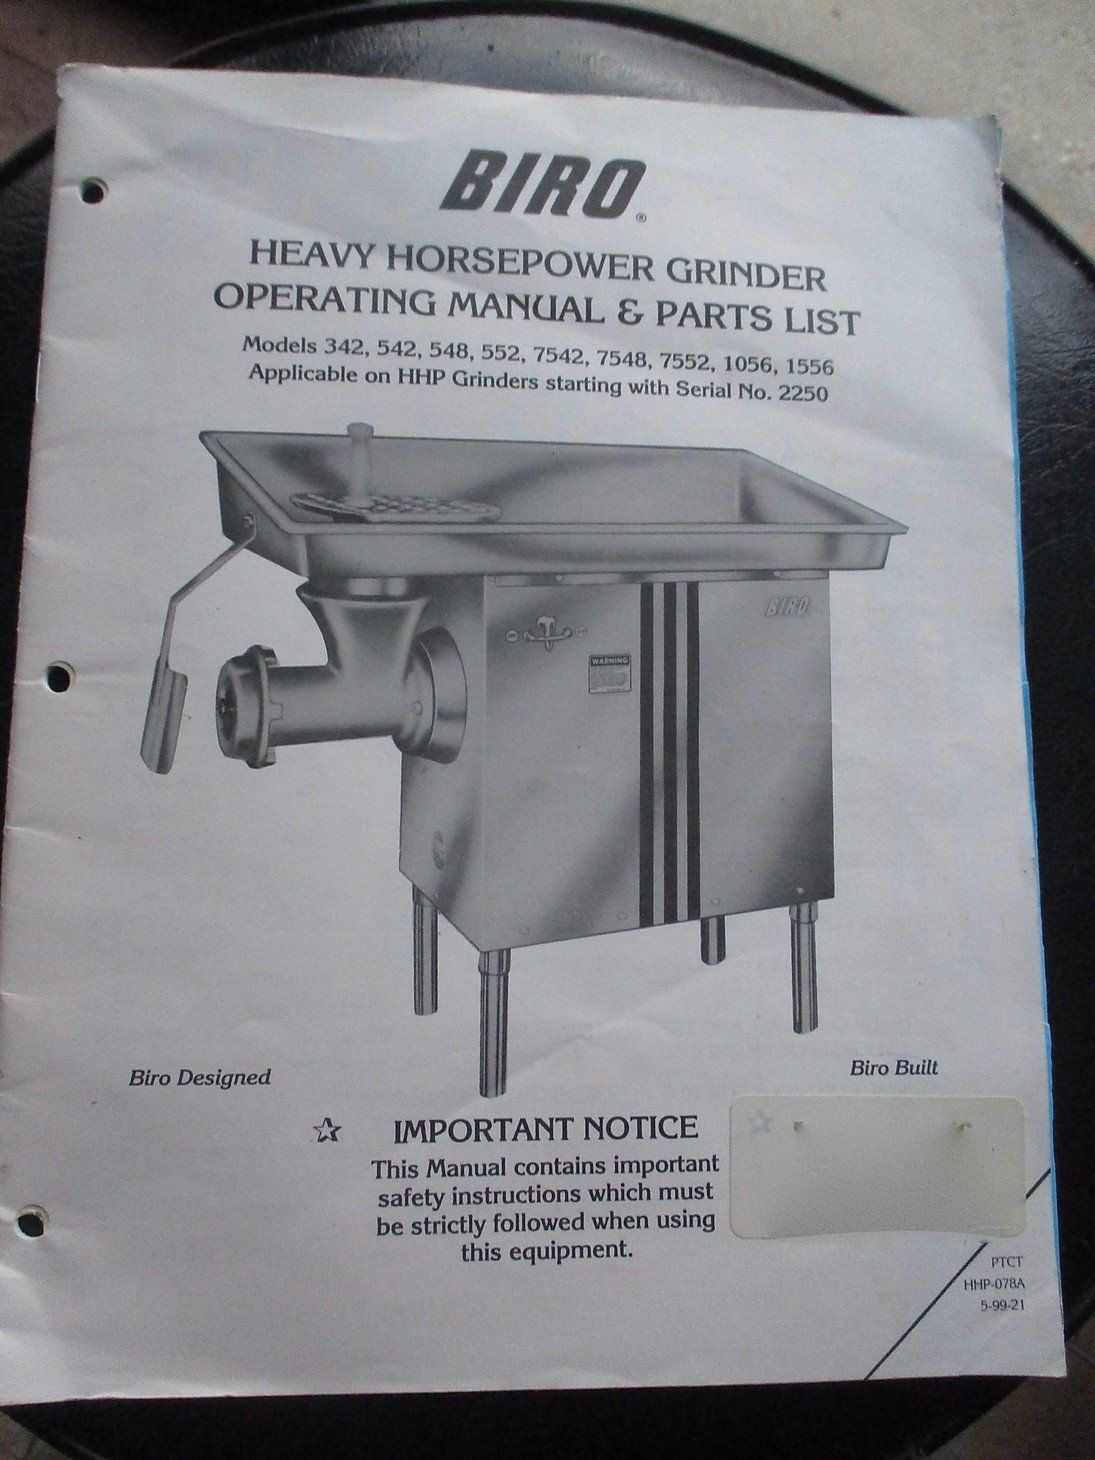 BIRO®
HEAVY HORSEPOWER GRINDER
OPERATING MANUAL & PARTS LIST
Models 342, 542, 548, 552, 7542, 7548, 7552, 1056, 1556
Applicable on HHP Grinders starting with Serial No. 2250
BIRO
WARNING
Biro Designed
Biro Built
☆ IMPORTANT NOTICE
This Manual contains important
safety instructions which must
be strictly followed when using
this equipment.
PTCT
HHP-078A
5-99-21